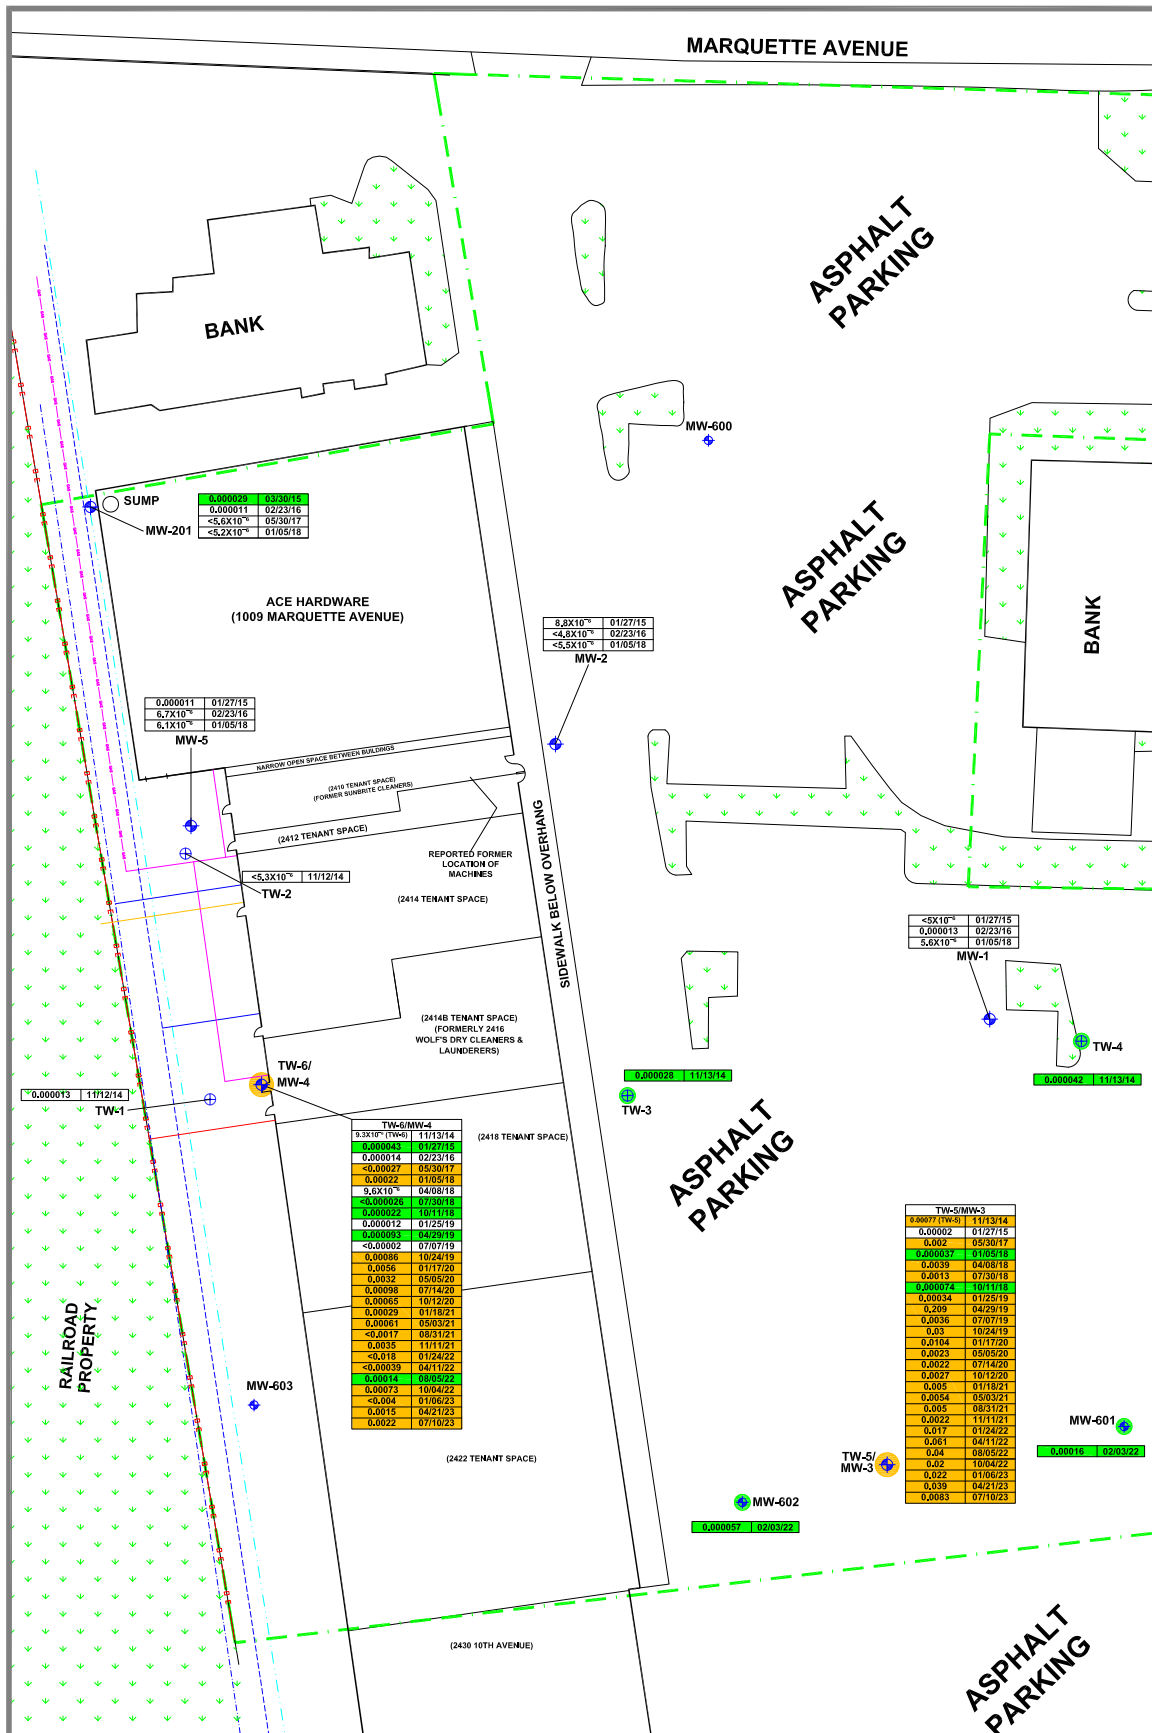 MARQUETTE AVENUE
ASPHALT
PARKING
BANK
MW-600
SUMP
MW-201
0.000029 03/30/15
0.000011 02/23/16
<5.6X10⁻⁶ 05/30/17
<5.2X10⁻⁶ 01/05/18
ASPHALT
PARKING
ACE HARDWARE
(1009 MARQUETTE AVENUE)
BANK
8.8X10⁻⁶ 01/27/15
<4.8X10⁻⁶ 02/23/16
<5.5X10⁻⁶ 01/05/18
MW-2
0.000011 01/27/15
6.7X10⁻⁶ 02/23/16
6.1X10⁻⁶ 01/05/18
MW-5
NARROW OPEN SPACE BETWEEN BUILDINGS
(2410 TENANT SPACE)
(FORMER SUNBRITE CLEANERS)
(2412 TENANT SPACE)
REPORTED FORMER
LOCATION OF
MACHINES
SIDEWALK BELOW OVERHANG
<5.3X10⁻⁶ 11/12/14
TW-2
(2414 TENANT SPACE)
<5X10⁻⁶ 01/27/15
0.000013 02/23/16
5.6X10⁻⁶ 01/05/18
MW-1
(2414B TENANT SPACE)
(FORMERLY 2416
WOLF'S DRY CLEANERS &
LAUNDERERS)
TW-4
0.000042 11/13/14
0.000028 11/13/14
TW-3
TW-6/
MW-4
0.000013 11/12/14
TW-1
ASPHALT
PARKING
(2418 TENANT SPACE)
TW-6/MW-4
9.3X10⁻⁶ (TW-6) 11/13/14
0.000043 01/27/15
0.000014 02/23/16
<0.00027 05/30/17
0.00022 01/05/18
9.6X10⁻⁶ 04/08/18
<0.000026 07/30/18
0.000022 10/11/18
0.000012 01/25/19
0.000093 04/29/19
<0.00002 07/07/19
0.00086 10/24/19
0.0056 01/17/20
0.0032 05/05/20
0.00098 07/14/20
0.00065 10/12/20
0.00029 01/18/21
0.00061 05/03/21
<0.0017 08/31/21
0.0035 11/11/21
<0.018 01/24/22
<0.00039 04/11/22
0.00014 08/05/22
0.00073 10/04/22
<0.004 01/06/23
0.0015 04/21/23
0.0022 07/10/23
TW-5/MW-3
0.00077 (TW-5) 11/13/14
0.00002 01/27/15
0.002 05/30/17
0.000037 01/05/18
0.0039 04/08/18
0.0013 07/30/18
0.000074 10/11/18
0.00034 01/25/19
0.209 04/29/19
0.0036 07/07/19
0.03 10/24/19
0.0104 01/17/20
0.0023 05/05/20
0.0022 07/14/20
0.0027 10/12/20
0.005 01/18/21
0.0054 05/03/21
0.005 08/31/21
0.0022 11/11/21
0.017 01/24/22
0.061 04/11/22
0.04 08/05/22
0.02 10/04/22
0.022 01/06/23
0.039 04/21/23
0.0083 07/10/23
RAILROAD
PROPERTY
MW-603
MW-601
0.00016 02/03/22
(2422 TENANT SPACE)
TW-5/
MW-3
MW-602
0.000057 02/03/22
(2430 10TH AVENUE)
ASPHALT
PARKING